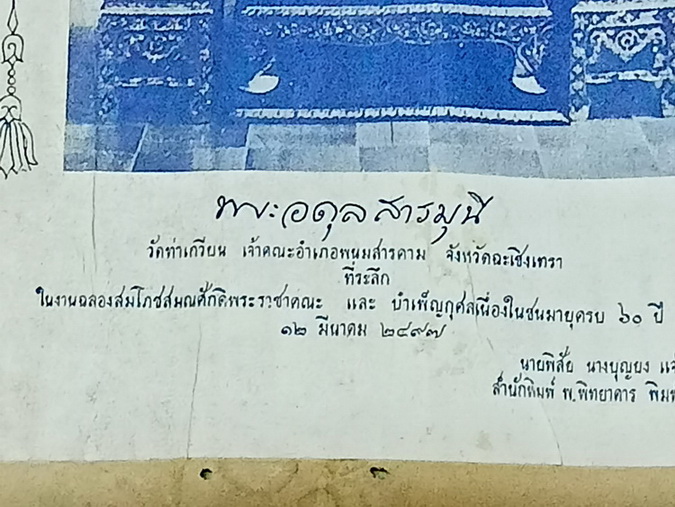 พระอดุลสารมุนี
วัดท่าเกวียน เจ้าคณะอำเภอพนมสารคาม จังหวัดฉะเชิงเทรา
ที่ระลึก
ในงานฉลองสมโภชสมณศักดิ์พระราชาคณะ และ บำเพ็ญกุศลเนื่องในชนมายุครบ ๖๐ ปี
๑๒ มีนาคม ๒๔๙๗
นายพิสัย นางบุญยง
สำนักพิมพ์ พ.พิทยาคาร